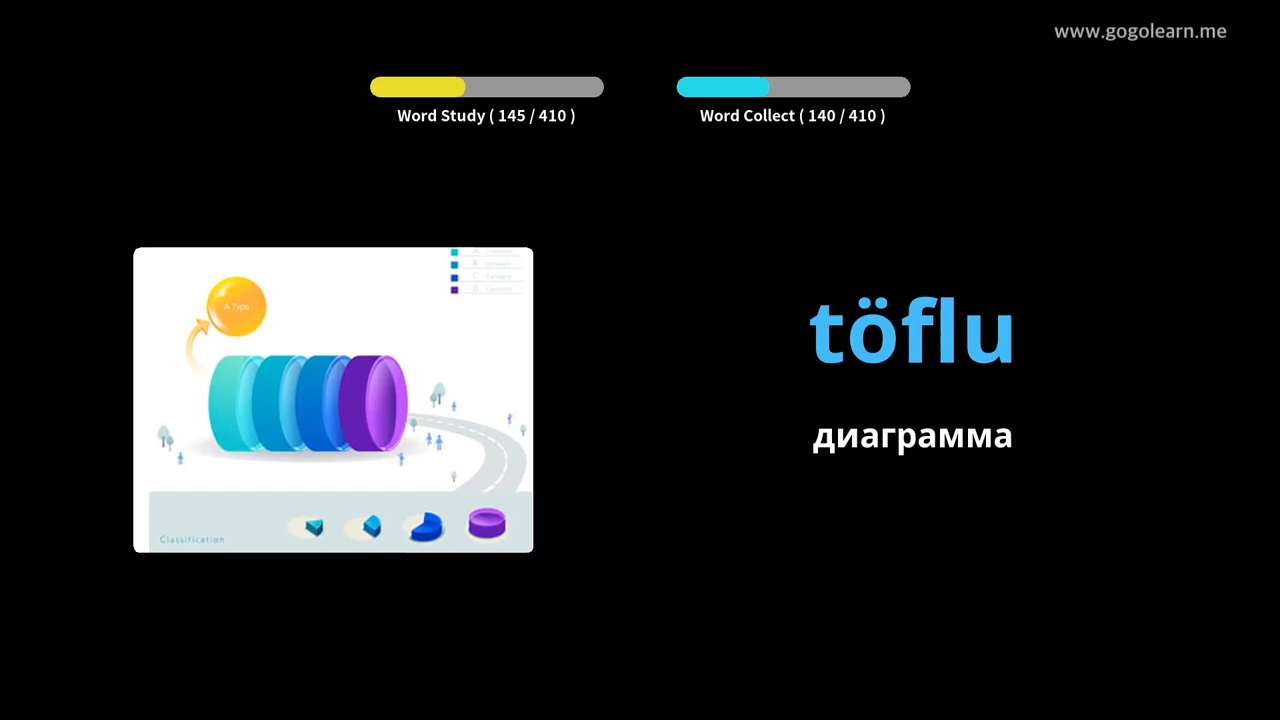 www.gogolearn.me
Word Study ( 145 / 410 )
Word Collect ( 140 / 410 )
A Type
töflu
диаграмма
A
B
C
D
Classification